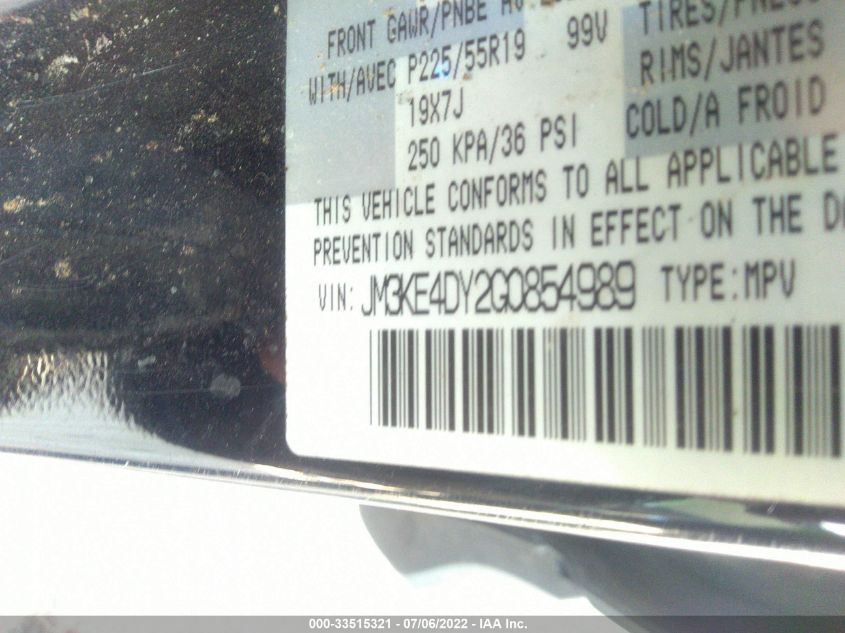 FRONT GAWR/PNBE AV
WITH/AVEC P225/55R19 99V TIRES/PNEUS
19X7J RIMS/JANTES
250 KPA/36 PSI COLD/A FROID
THIS VEHICLE CONFORMS TO ALL APPLICABLE
PREVENTION STANDARDS IN EFFECT ON THE
VIN: JM3KE4DY2G0854989 TYPE:MPV
000-33515321 - 07/06/2022 - IAA Inc.